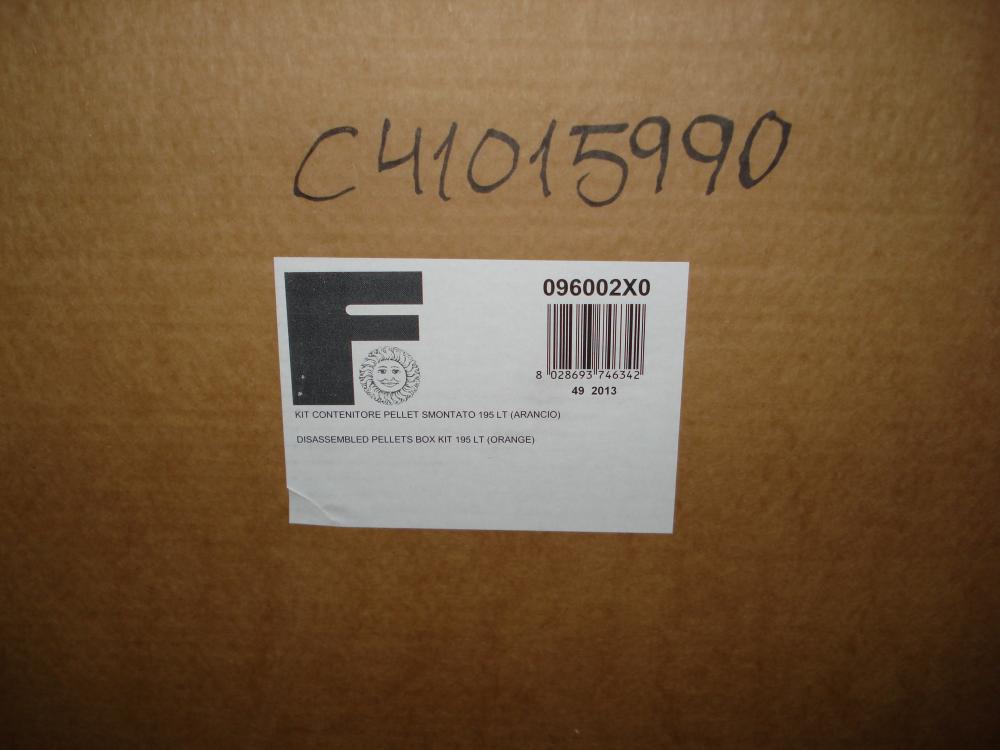 C41015990
F
096002X0
8 028693 746342
49 2013
KIT CONTENITORE PELLET SMONTATO 195 LT (ARANCIO)
DISASSEMBLED PELLETS BOX KIT 195 LT (ORANGE)